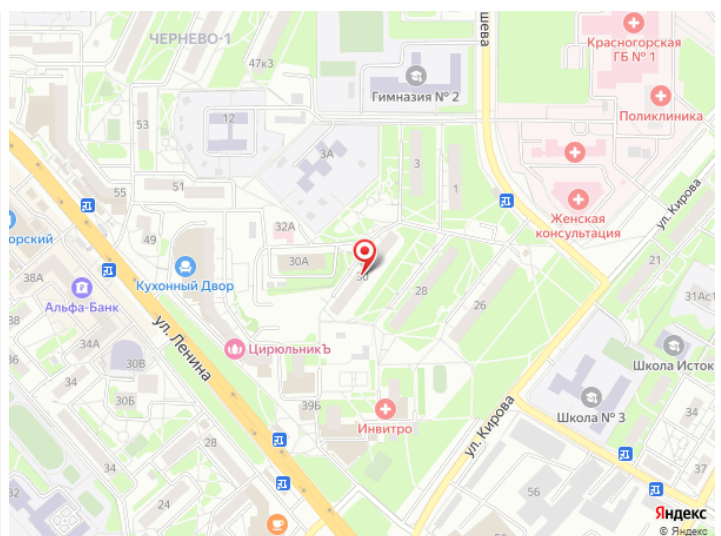 ЧЕРНЕВО-1
47к3
Красногорская
ГБ № 1
Гимназия № 2
Поликлиника
12
53
3А
3
1
51
55
Женская
консультация
ул. Кирова
32А
49
30А
30
21
38А
Кухонный Двор
28
26
31Ас1
Альфа-Банк
ул. Ленина
34А
ЦирюльникЪ
30В
Школа Исток
34
30Б
39Б
Инвитро
Школа № 3
34
28
ул. Кирова
34
37
32
24
56
Яндекс
© Яндекс